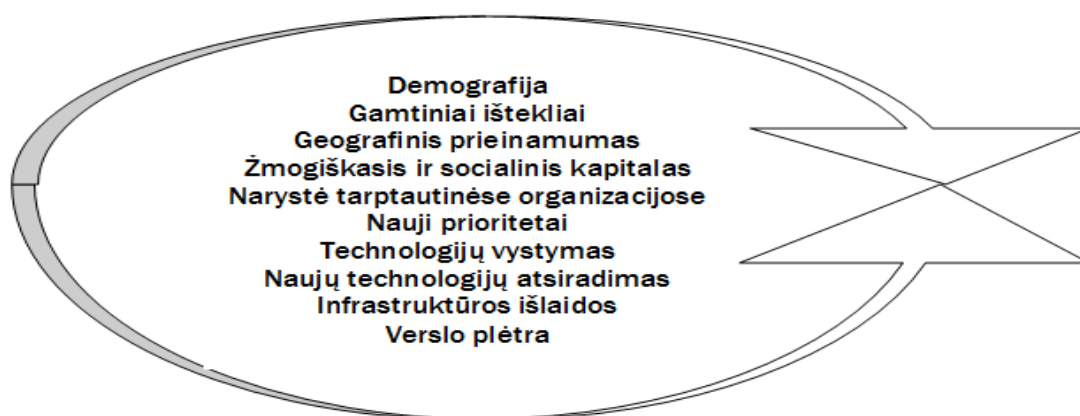 Demografija
Gamtiniai ištekliai
Geografinis prieinamumas
Žmogiškasis ir socialinis kapitalas
Narystė tarptautinėse organizacijose
Nauji prioritetai
Technologijų vystymas
Naujų technologijų atsiradimas
Infrastruktūros išlaidos
Verslo plėtra